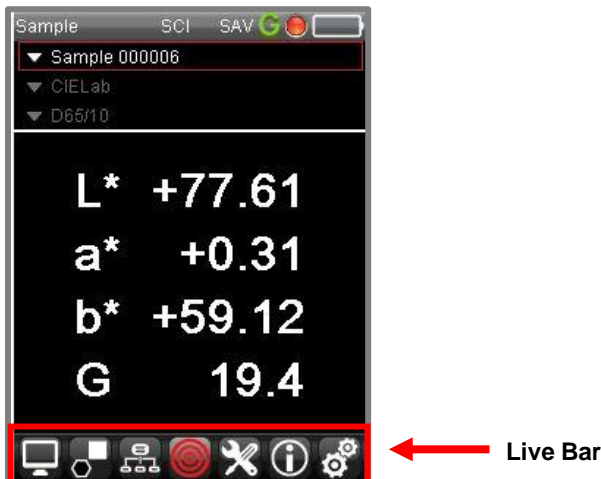 Sample SCI SAV G
Sample 000006
CIELab
D65/10
L* +77.61
a* +0.31
b* +59.12
G 19.4
Live Bar